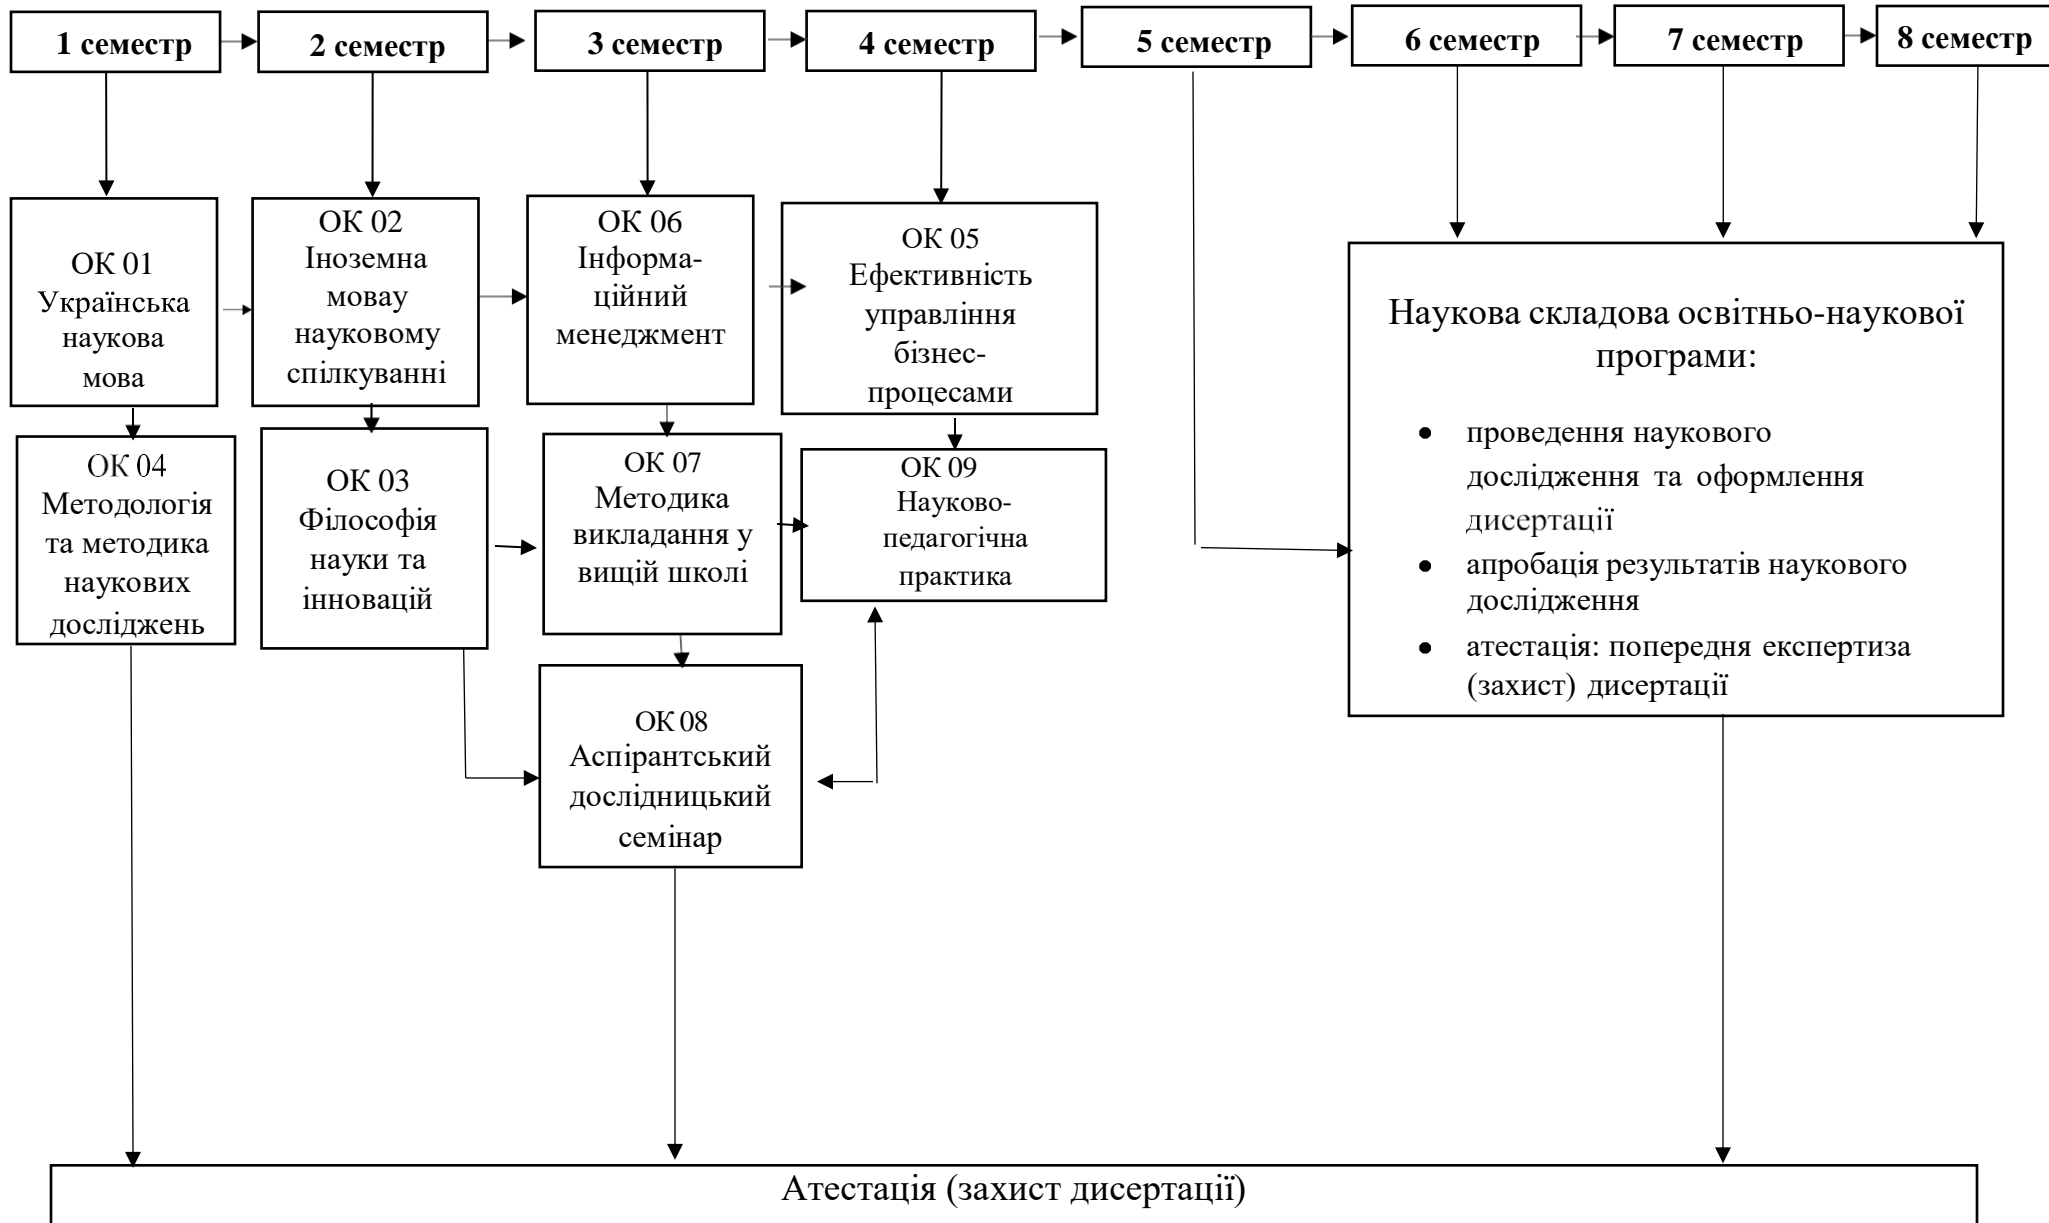 1 семестр
2 семестр
3 семестр
4 семестр
5 семестр
6 семестр
7 семестр
8 семестр
ОК 01
Українська
наукова
мова
ОК 02
Іноземна
мовау
науковому
спілкуванні
ОК 06
Інформа-
ційний
менеджмент
ОК 05
Ефективність
управління
бізнес-
процесами
Наукова складова освітньо-наукової
програми:
• проведення наукового
дослідження та оформлення
дисертації
• апробація результатів наукового
дослідження
• атестація: попередня експертиза
(захист) дисертації
ОК 04
Методологія
та методика
наукових
досліджень
ОК 03
Філософія
науки та
інновацій
ОК 07
Методика
викладання у
вищій школі
ОК 09
Науково-
педагогічна
практика
ОК 08
Аспірантський
дослідницький
семінар
Атестація (захист дисертації)